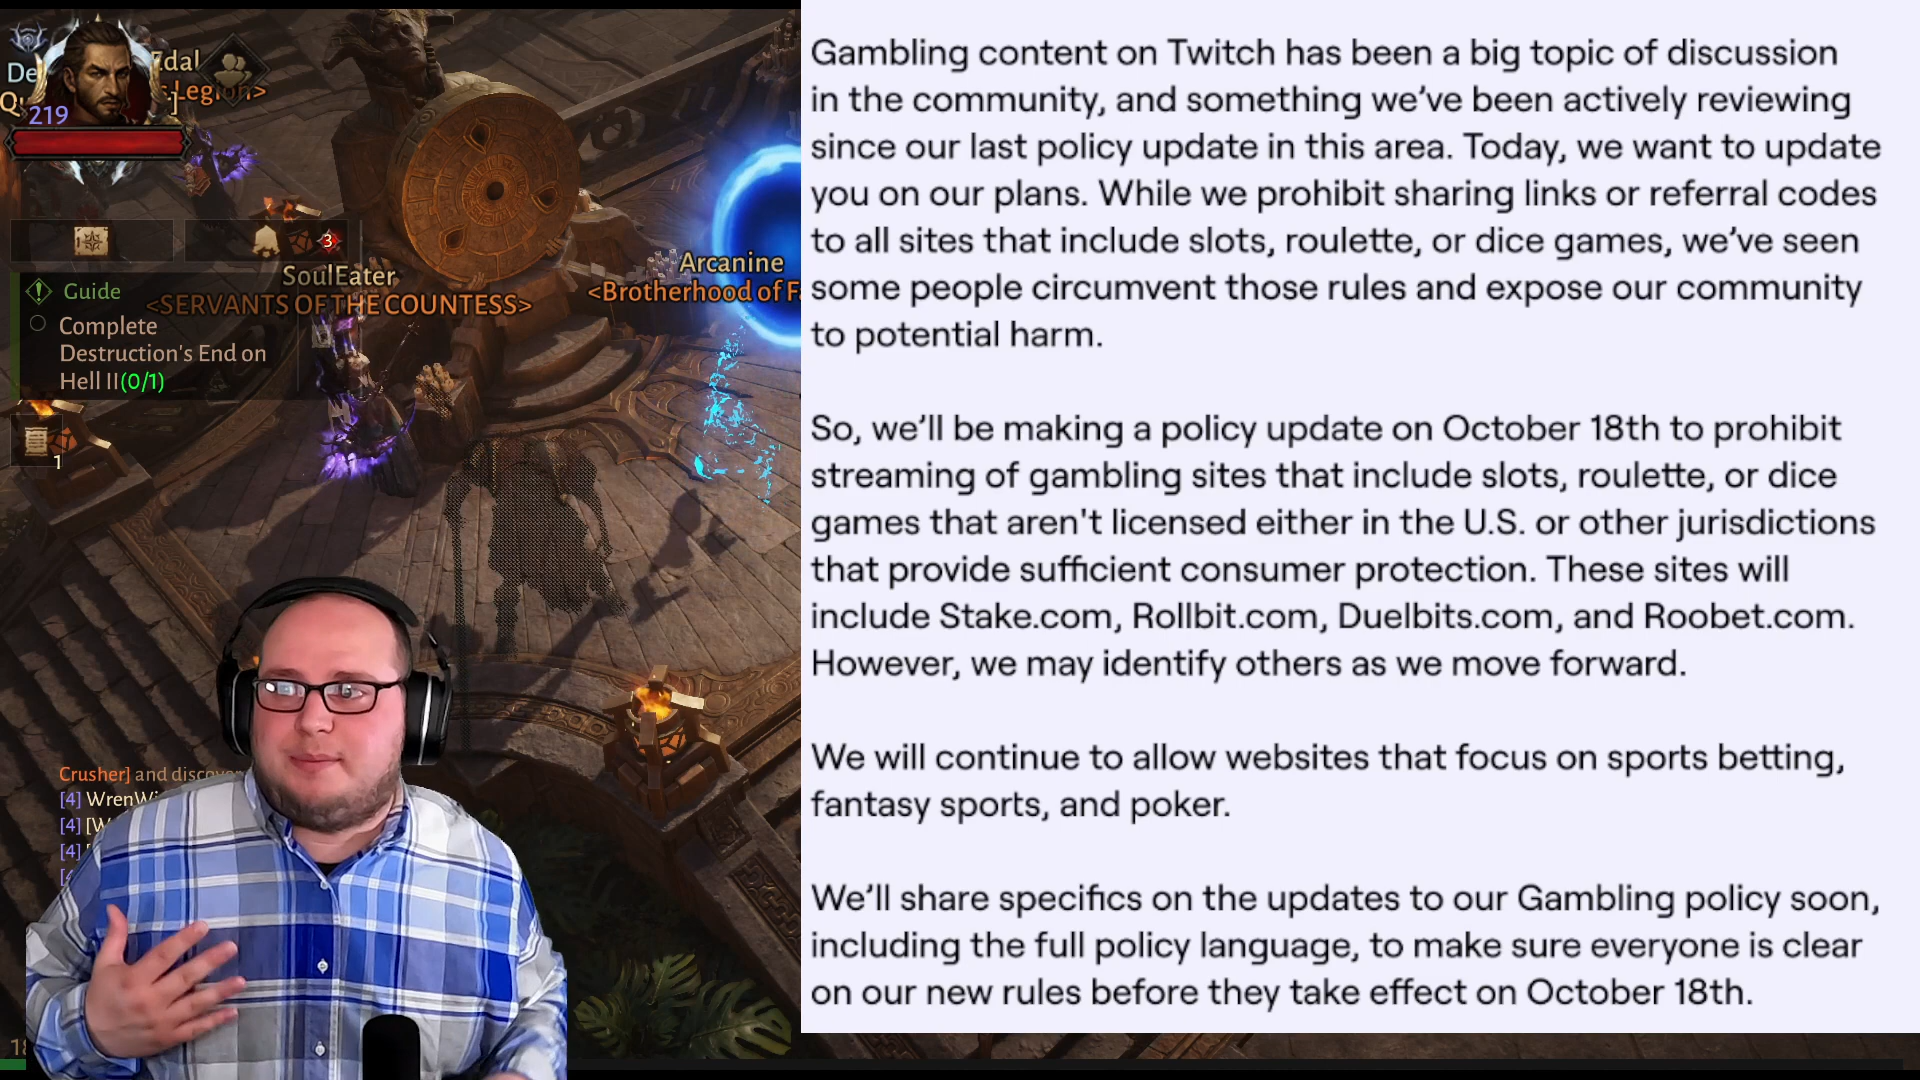 219
3
Guide
Complete
Destruction's End on
Hell II(0/1)
1
SoulEater
<SERVANTS OF THE COUNTESS>
Arcanine
<Brotherhood of
Crusher] and
[4]
[4]
[4]
Gambling content on Twitch has been a big topic of discussion
in the community, and something we’ve been actively reviewing
since our last policy update in this area. Today, we want to update
you on our plans. While we prohibit sharing links or referral codes
to all sites that include slots, roulette, or dice games, we’ve seen
some people circumvent those rules and expose our community
to potential harm.
So, we’ll be making a policy update on October 18th to prohibit
streaming of gambling sites that include slots, roulette, or dice
games that aren't licensed either in the U.S. or other jurisdictions
that provide sufficient consumer protection. These sites will
include Stake.com, Rollbit.com, Duelbits.com, and Roobet.com.
However, we may identify others as we move forward.
We will continue to allow websites that focus on sports betting,
fantasy sports, and poker.
We’ll share specifics on the updates to our Gambling policy soon,
including the full policy language, to make sure everyone is clear
on our new rules before they take effect on October 18th.